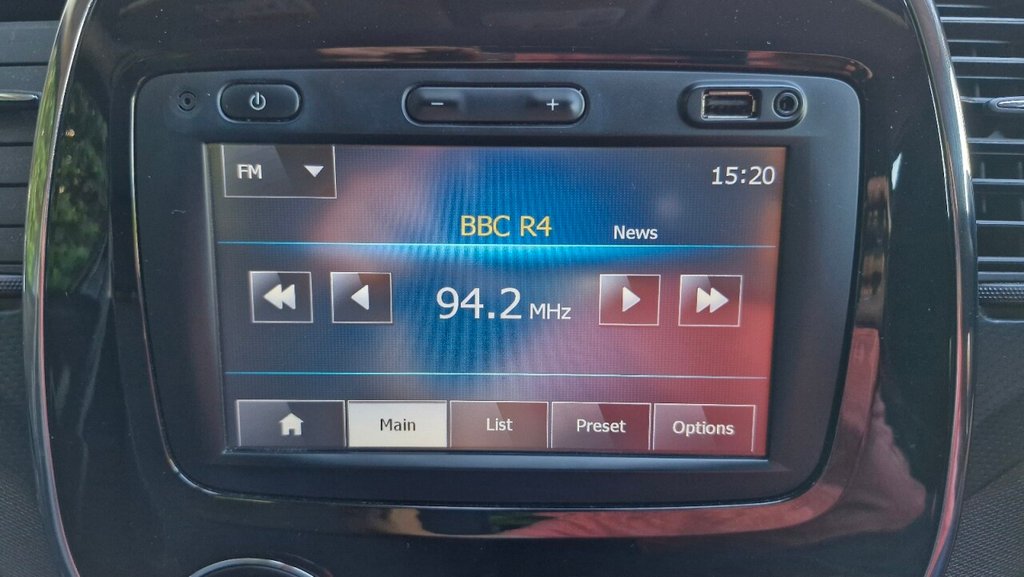 FM
15:20
BBC R4
News
94.2 MHz
Main List Preset Options